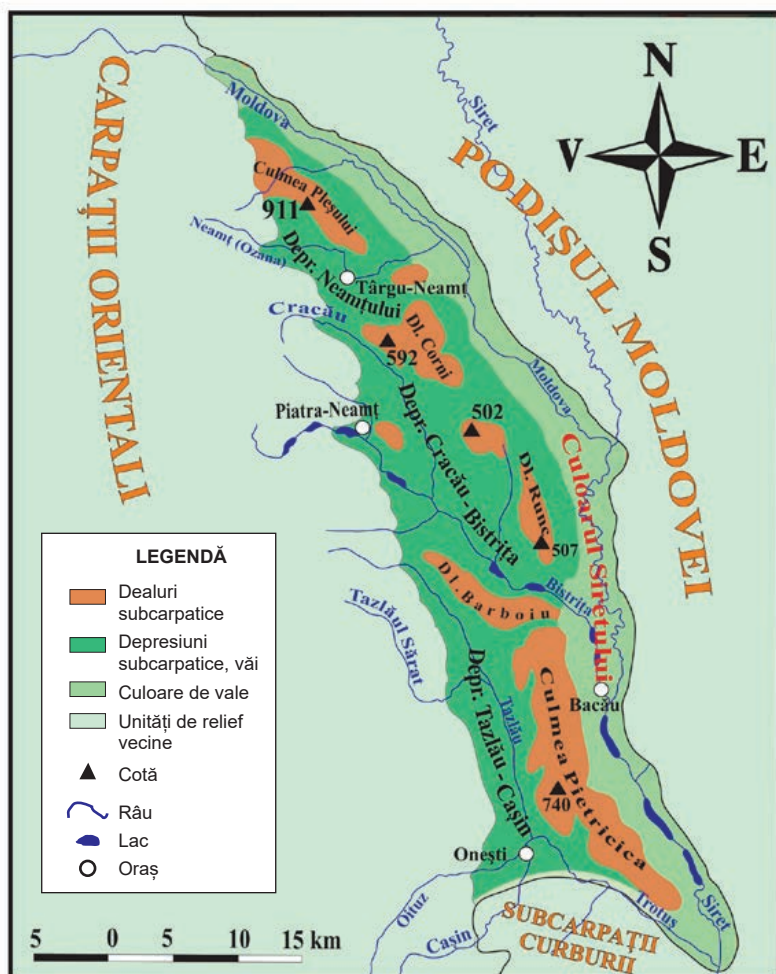 N
V
E
S
CARPAȚII ORIENTALI
PODIȘUL MOLDOVEI
Moldova
Siret
Culmea Pleșului
911
Neamț (Ozana)
Depr. Neamțului
Târgu-Neamț
Cracău
Dl. Corni
592
Moldova
Piatra-Neamț
502
Depr. Cracău - Bistrița
Dl. Runc
507
Culoarul Siretului
Bistrița
Dl. Barboiu
Tazlăul Sărat
Depr. Tazlău - Cașin
Tazlău
Bacău
Culmea Pietricica
740
Onești
Oituz
Cașin
Trotuș
Siret
SUBCARPAȚII
CURBURII
LEGENDĂ
Dealuri
subcarpatice
Depresiuni
subcarpatice, văi
Culoare de vale
Unități de relief
vecine
Cotă
Râu
Lac
Oraș
5 0 5 10 15 km